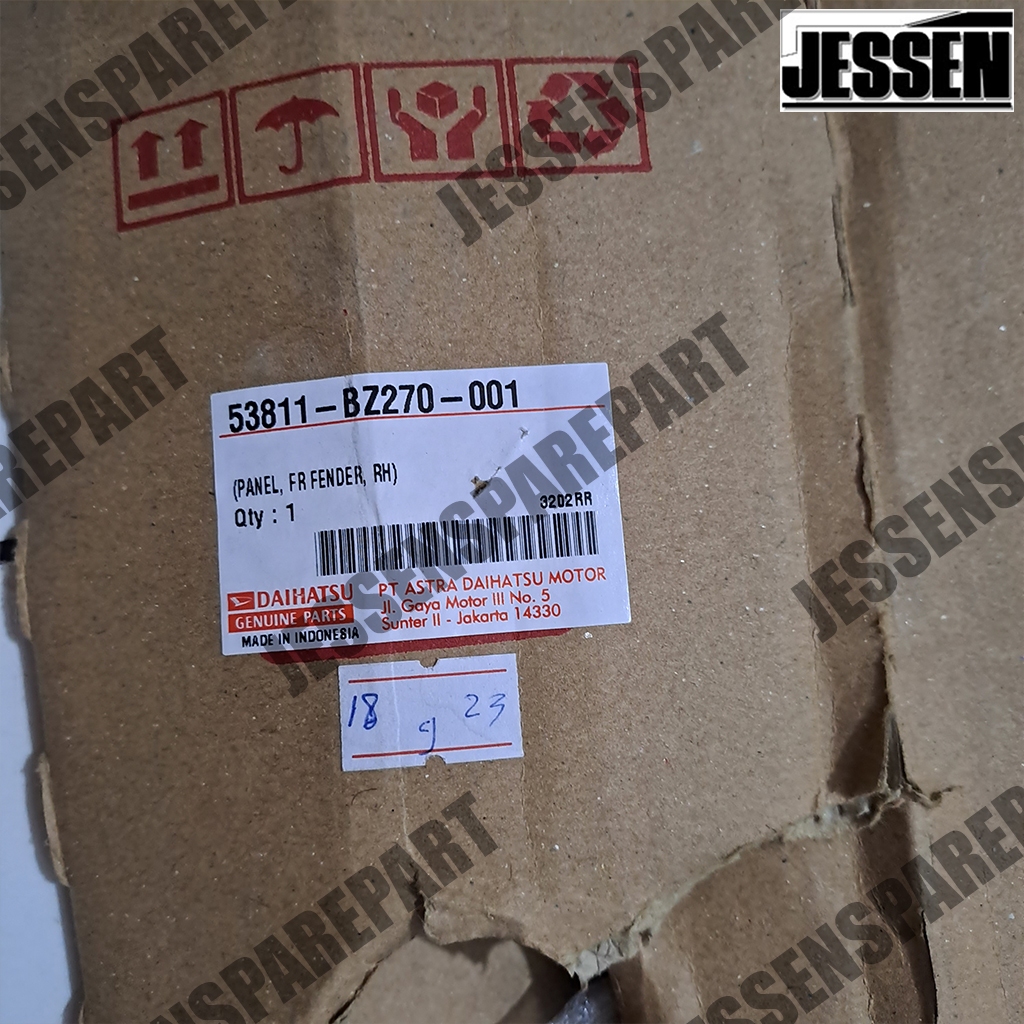 JESSEN
JESSENSPAREPART
53811-BZ270-001
(PANEL, FR FENDER, RH)
Qty : 1
3202RR
DAIHATSU
GENUINE PARTS
MADE IN INDONESIA
PT ASTRA DAIHATSU MOTOR
Jl. Gaya Motor III No. 5
Sunter II - Jakarta 14330
18 9 23